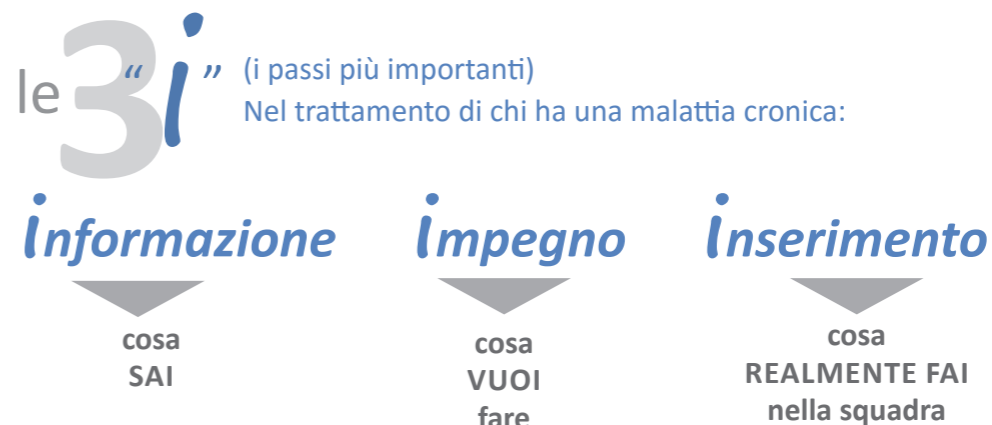 le 3 “i” (i passi più importanti)
Nel trattamento di chi ha una malattia cronica:
informazione impegno inserimento
cosa
SAI
cosa
VUOI
fare
cosa
REALMENTE FAI
nella squadra